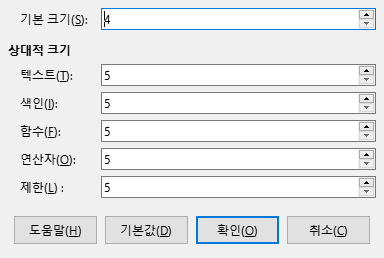 기본 크기(S): 4
상대적 크기
텍스트(T): 5
색인(I): 5
함수(F): 5
연산자(O): 5
제한(L) : 5
도움말(H) 기본값(D) 확인(O) 취소(C)